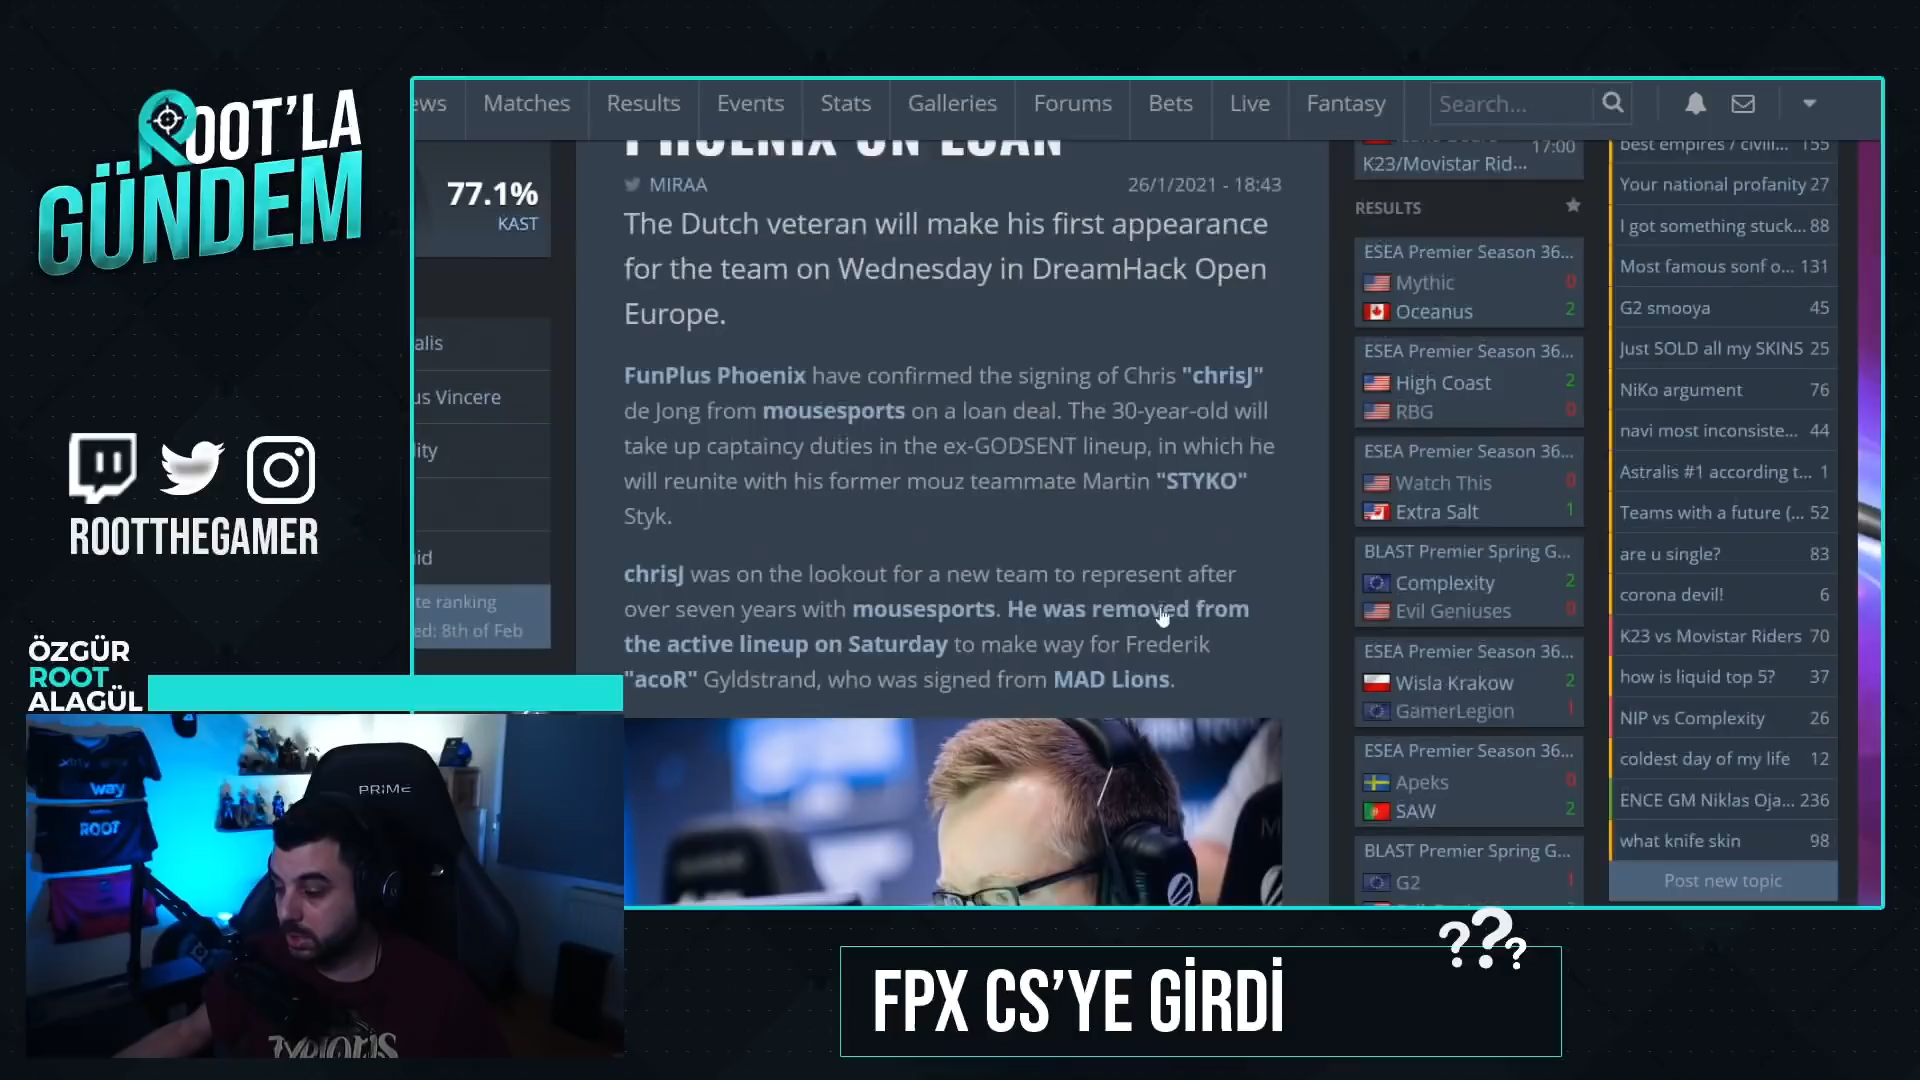 ROOT'LA
GÜNDEM
ROOTTHEGAMER
ÖZGÜR
ROOT
ALAGÜL
way
ROOT
PRIME
ews Matches Results Events Stats Galleries Forums Bets Live Fantasy Search...
77.1%
KAST
alis
us Vincere
lity
id
te ranking
ed: 8th of Feb
PHOENIX ON LOAN
MIRAA 26/1/2021 - 18:43
The Dutch veteran will make his first appearance
for the team on Wednesday in DreamHack Open
Europe.
FunPlus Phoenix have confirmed the signing of Chris "chrisJ"
de Jong from mousesports on a loan deal. The 30-year-old will
take up captaincy duties in the ex-GODSENT lineup, in which he
will reunite with his former mouz teammate Martin "STYKO"
Styk.
chrisJ was on the lookout for a new team to represent after
over seven years with mousesports. He was removed from
the active lineup on Saturday to make way for Frederik
"acoR" Gyldstrand, who was signed from MAD Lions.
17:00
K23/Movistar Rid...
RESULTS
ESEA Premier Season 36...
Mythic 0
Oceanus 2
ESEA Premier Season 36...
High Coast 2
RBG 0
ESEA Premier Season 36...
Watch This 0
Extra Salt 1
BLAST Premier Spring G...
Complexity 2
Evil Geniuses 0
ESEA Premier Season 36...
Wisla Krakow 2
GamerLegion 1
ESEA Premier Season 36...
Apeks 0
SAW 2
BLAST Premier Spring G...
G2 1
best empires / civili... 155
Your national profanity 27
I got something stuck... 88
Most famous sonf o... 131
G2 smooya 45
Just SOLD all my SKINS 25
NiKo argument 76
navi most inconsiste... 44
Astralis #1 according t... 1
Teams with a future (... 52
are u single? 83
corona devil! 6
K23 vs Movistar Riders 70
how is liquid top 5? 37
NIP vs Complexity 26
coldest day of my life 12
ENCE GM Niklas Oja... 236
what knife skin 98
Post new topic
???
FPX CS'YE GİRDİ